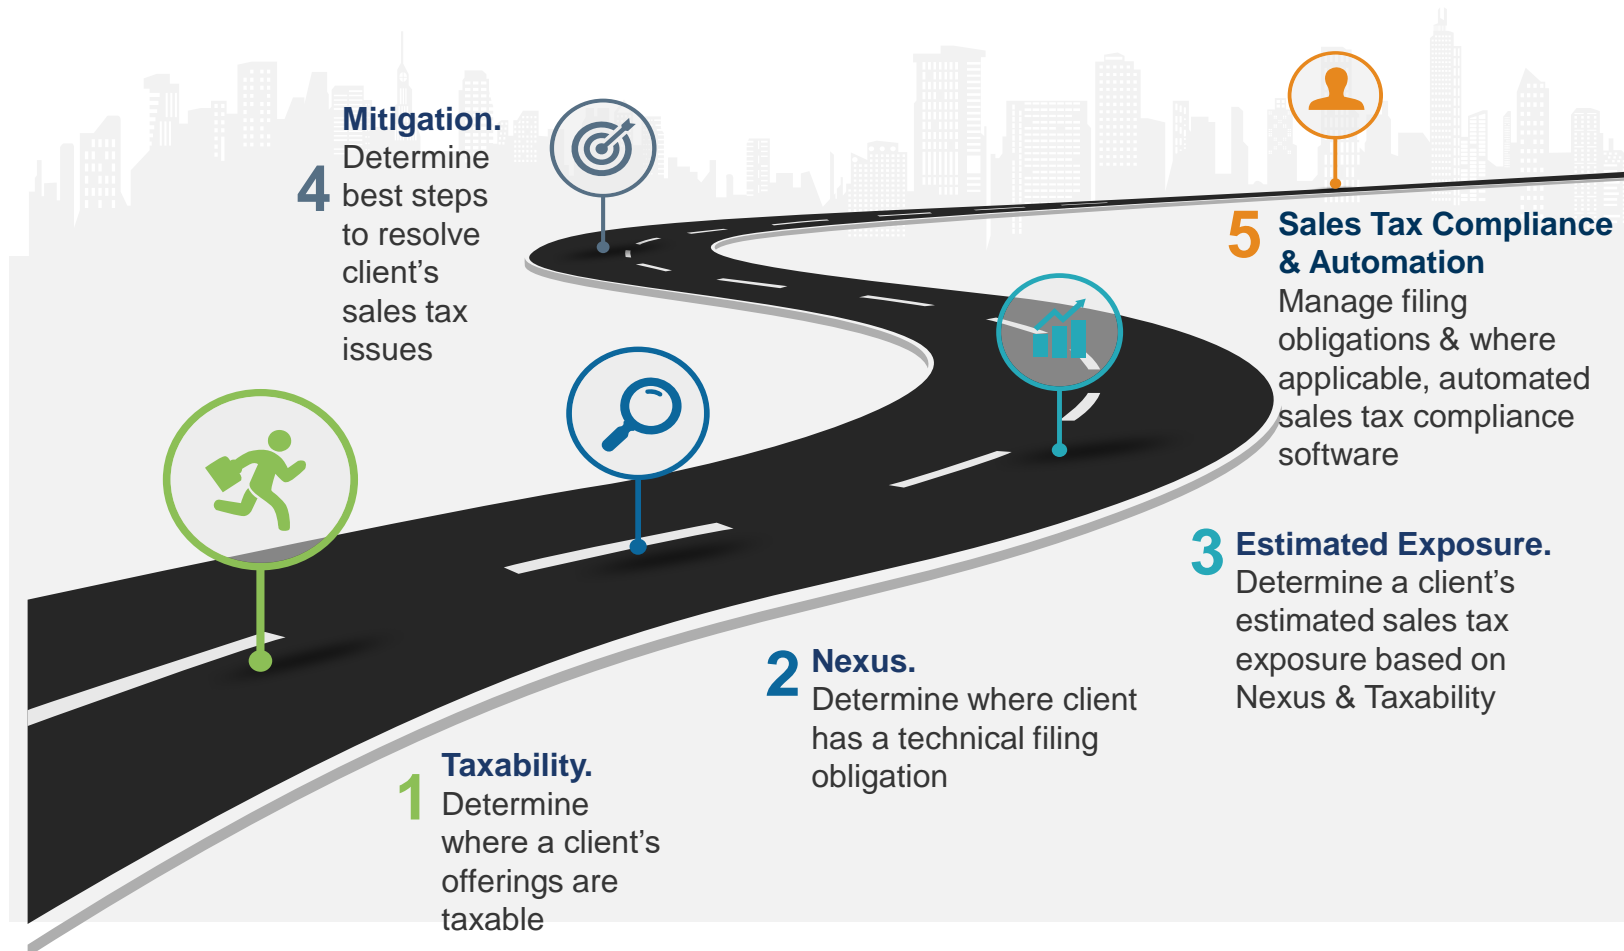 1
Taxability.
Determine
where a client’s
offerings are
taxable
2
Nexus.
Determine where client
has a technical filing
obligation
3
Estimated Exposure.
Determine a client’s
estimated sales tax
exposure based on
Nexus & Taxability
4
Mitigation.
Determine
best steps
to resolve
client’s
sales tax
issues
5
Sales Tax Compliance
& Automation
Manage filing
obligations & where
applicable, automated
sales tax compliance
software